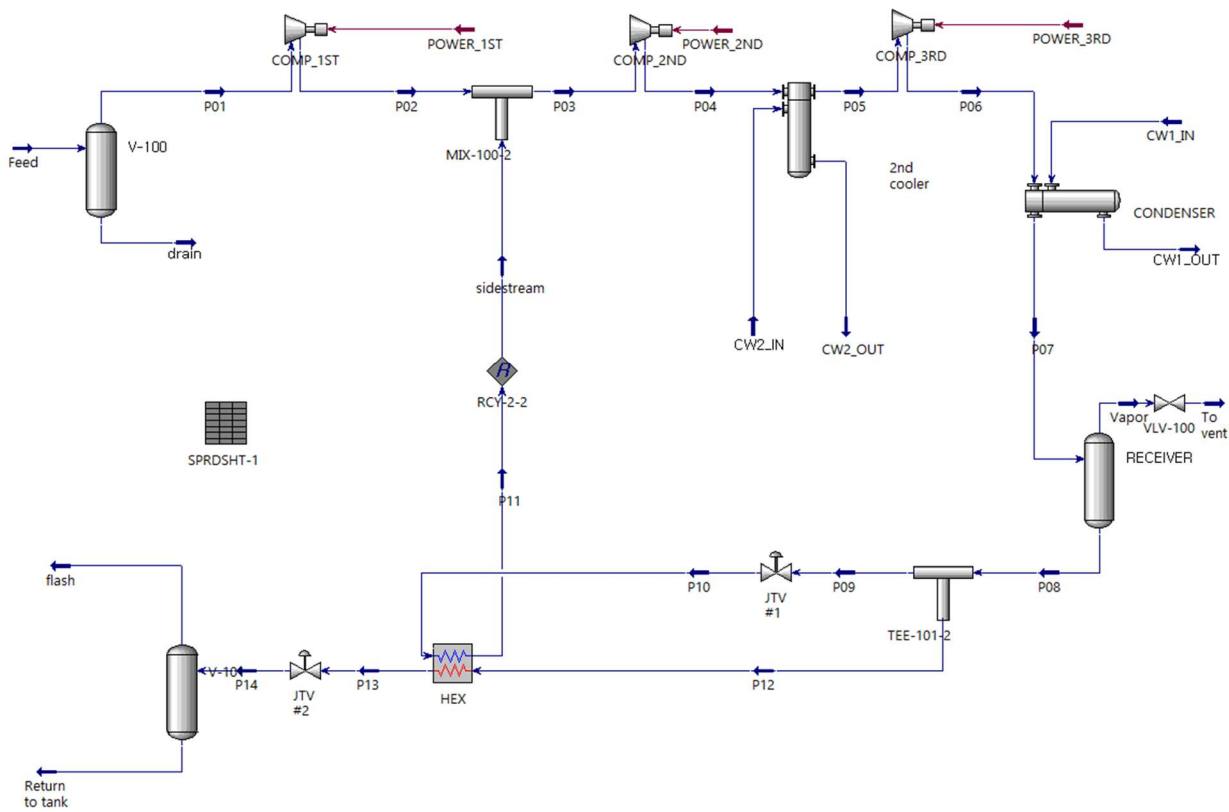 POWER_1ST
COMP_1ST
POWER_2ND
COMP_2ND
POWER_3RD
COMP_3RD
P01
P02
P03
P04
P05
P06
Feed
V-100
MIX-100-2
drain
2nd
cooler
CW1_IN
CONDENSER
CW1_OUT
sidestream
CW2_IN
CW2_OUT
P07
R
RCY-2-2
SPRDSHT-1
Vapor
VLV-100
To
vent
RECEIVER
P11
flash
P10
JTV
#1
P09
P08
TEE-101-2
V-10
P14
JTV
#2
P13
HEX
P12
Return
to tank